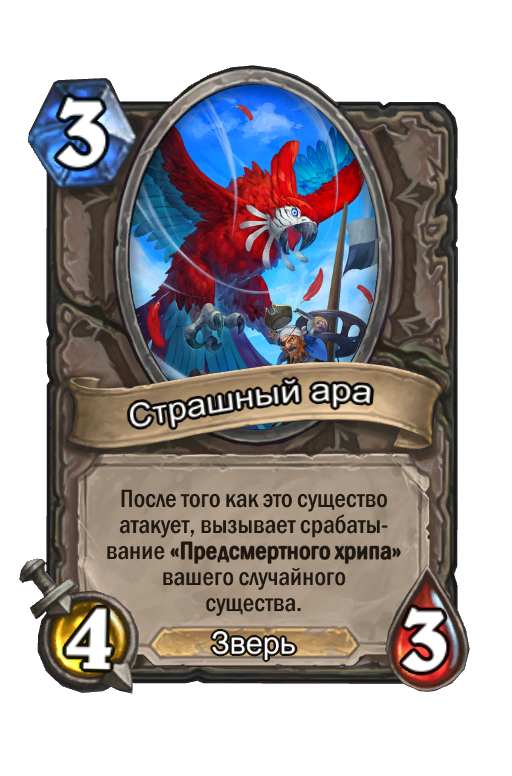 3
Страшный ара
После того как это существо
атакует, вызывает срабаты-
вание «Предсмертного хрипа»
вашего случайного
существа.
4
Зверь
3